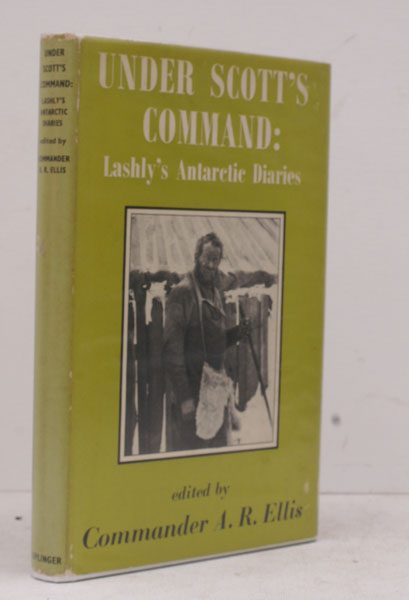 UNDER
SCOTT'S
COMMAND:
LASHLY'S
ANTARCTIC
DIARIES
edited by
COMMANDER
A. R. ELLIS
TAPLINGER
UNDER SCOTT'S
COMMAND:
Lashly's Antarctic Diaries
edited by
Commander A. R. Ellis